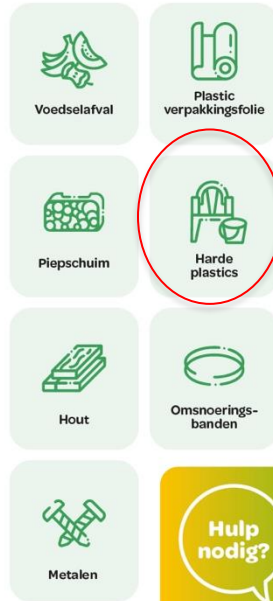 Voedselafval
Plastic
verpakkingsfolie
Piepschuim
Harde
plastics
Hout
Omsnoerings-
banden
Metalen
Hulp
nodig?